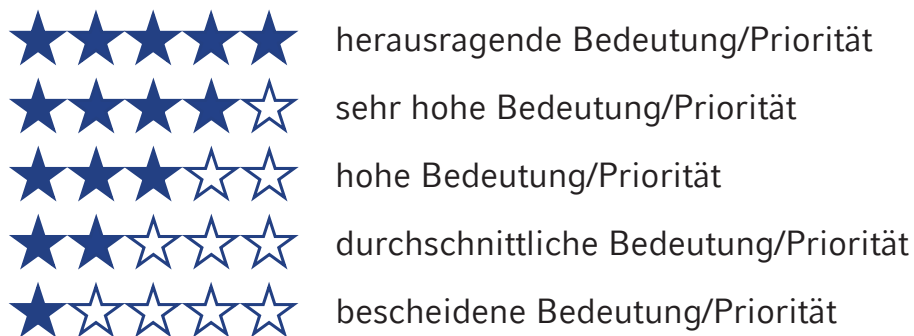 herausragende Bedeutung/Priorität
sehr hohe Bedeutung/Priorität
hohe Bedeutung/Priorität
durchschnittliche Bedeutung/Priorität
bescheidene Bedeutung/Priorität